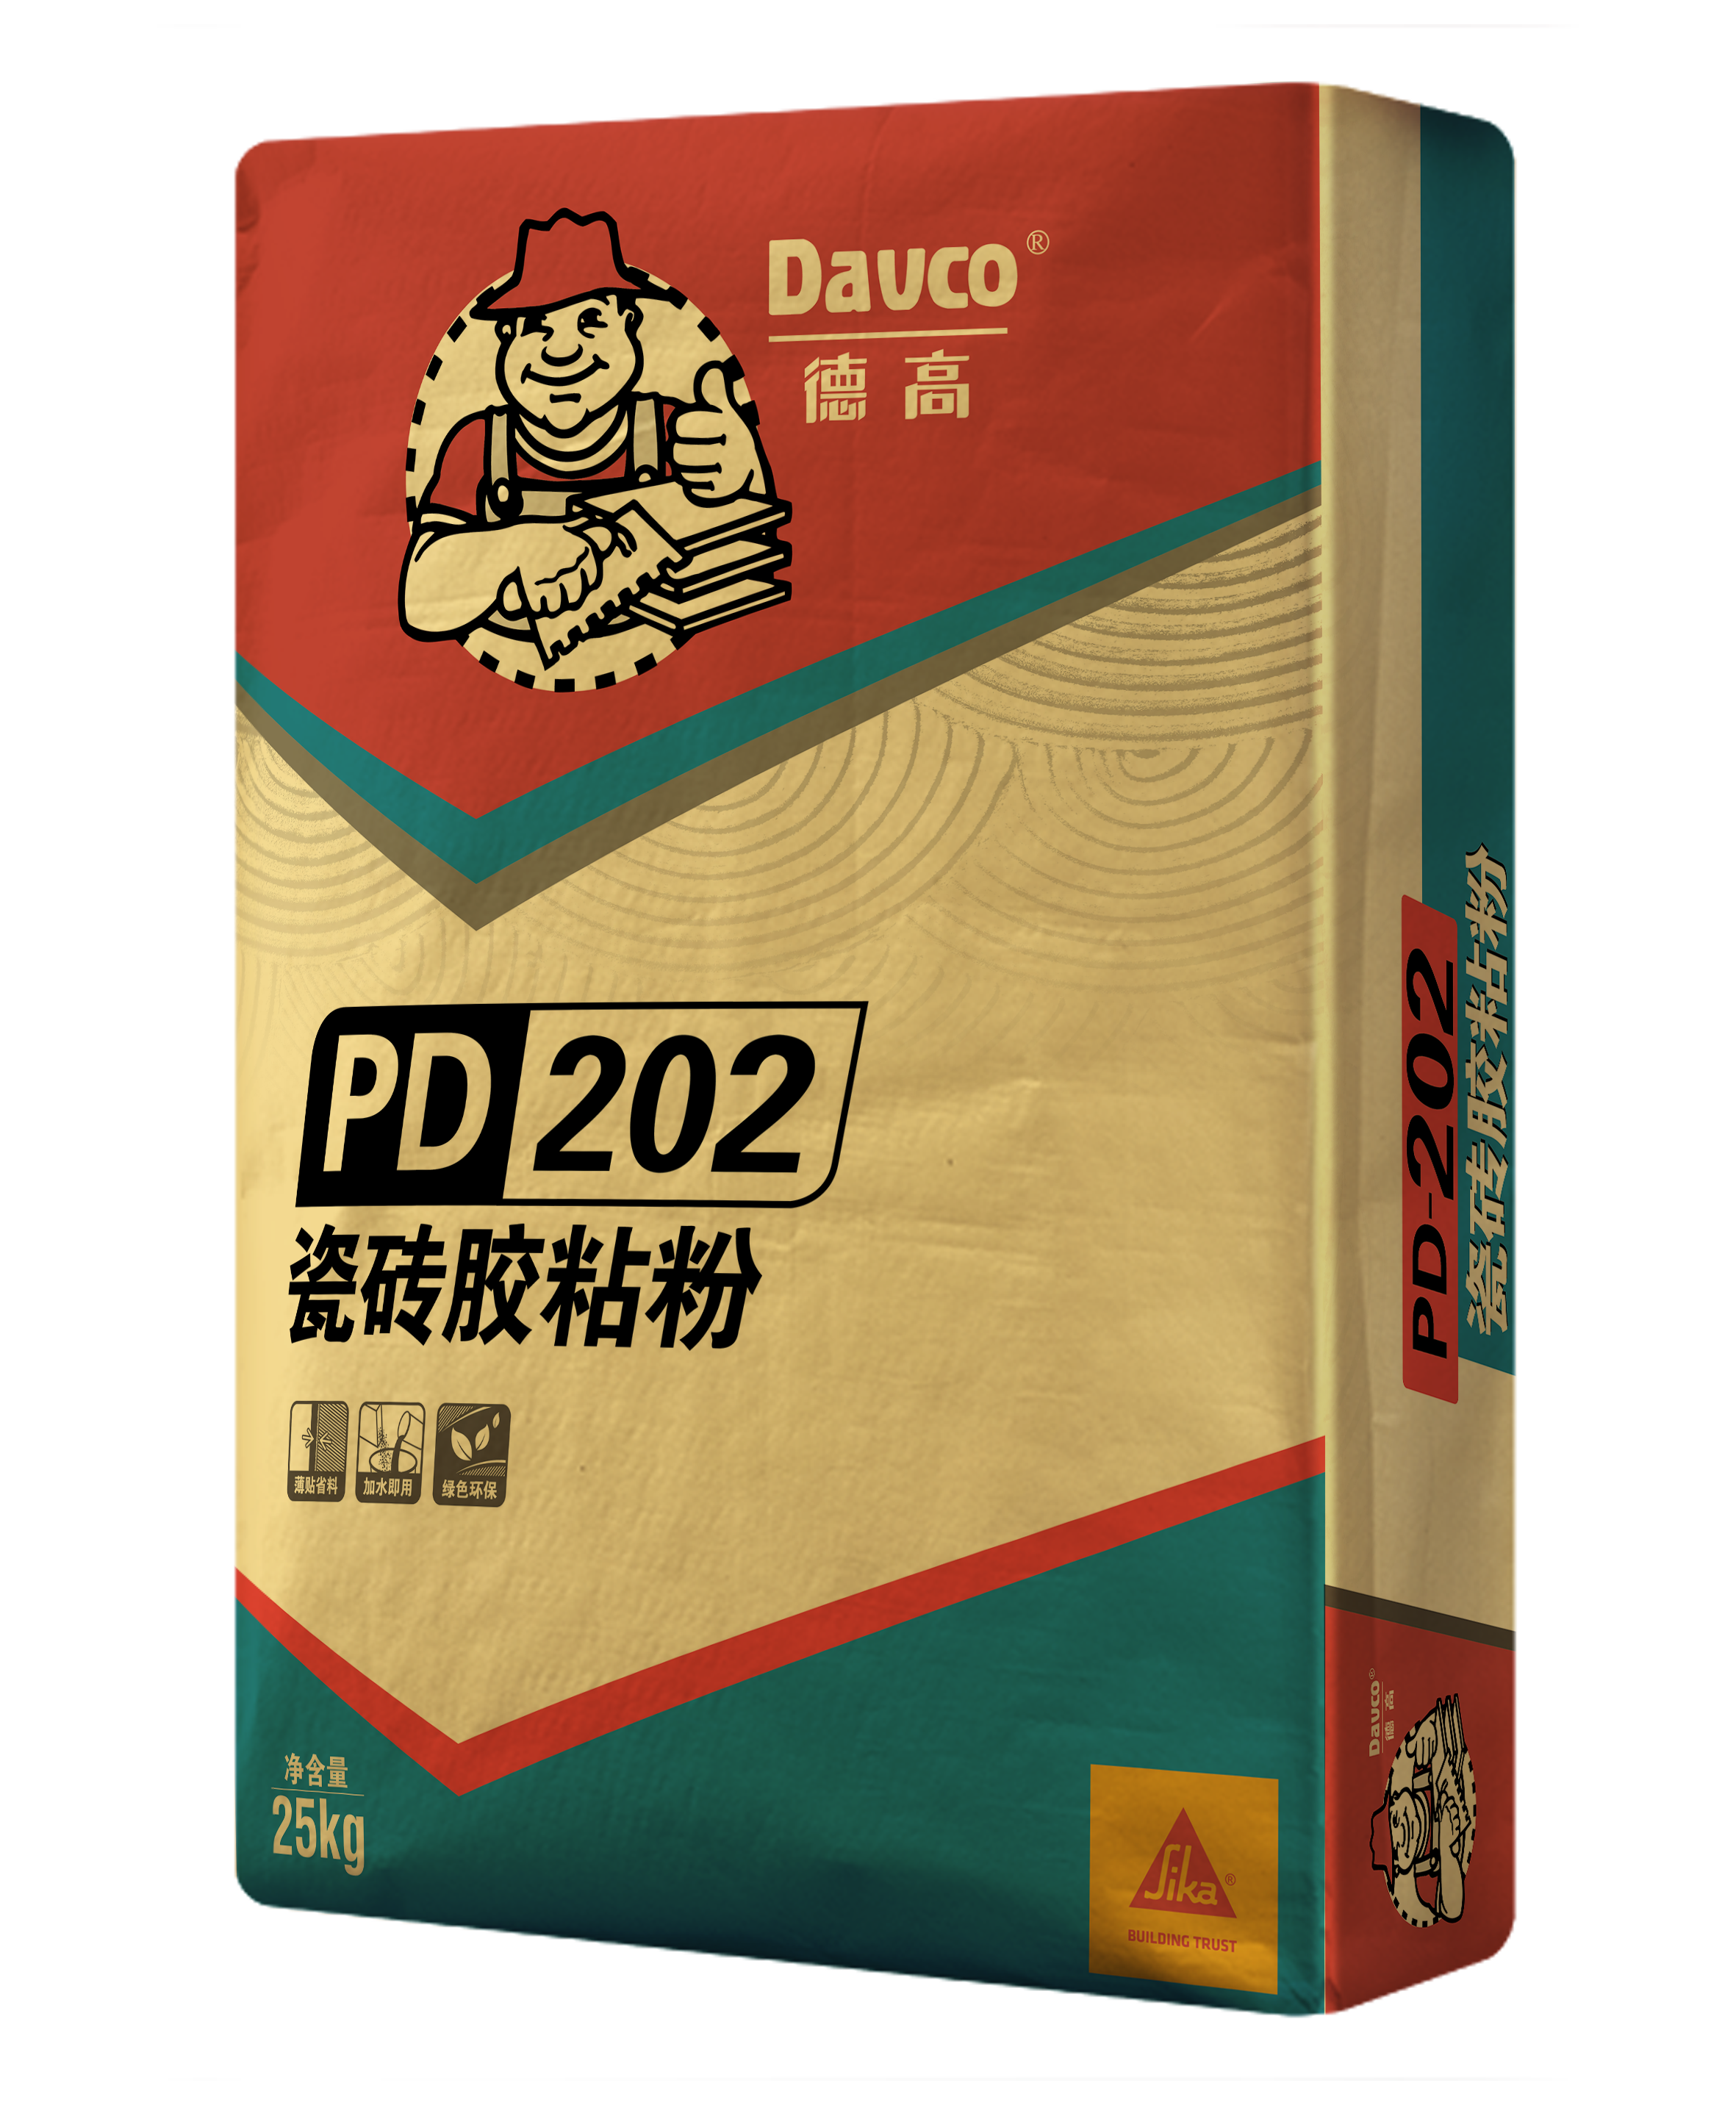 Davco®
德高
PD 202
瓷砖胶粘粉
薄贴省料
加水即用
绿色环保
净含量
25kg
Sika®
BUILDING TRUST
PD-202
瓷砖胶粘粉
Davco®
德高